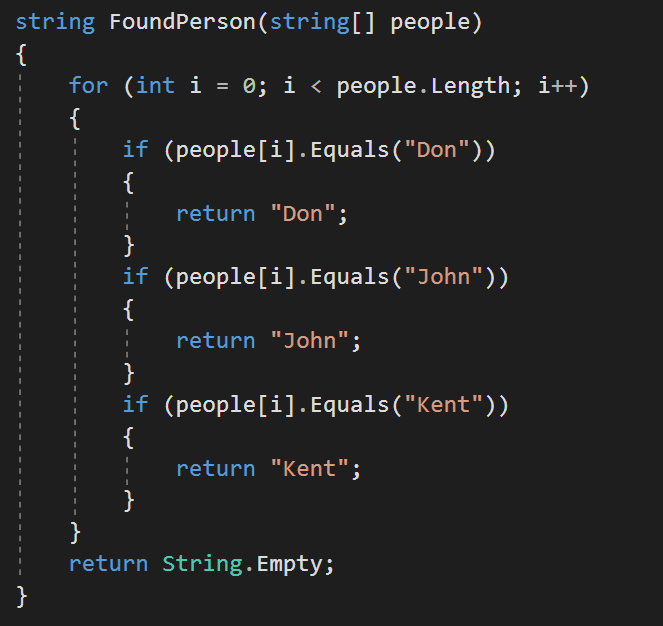 string FoundPerson(string[] people)
{
    for (int i = 0; i < people.Length; i++)
    {
        if (people[i].Equals("Don"))
        {
            return "Don";
        }
        if (people[i].Equals("John"))
        {
            return "John";
        }
        if (people[i].Equals("Kent"))
        {
            return "Kent";
        }
    }
    return String.Empty;
}